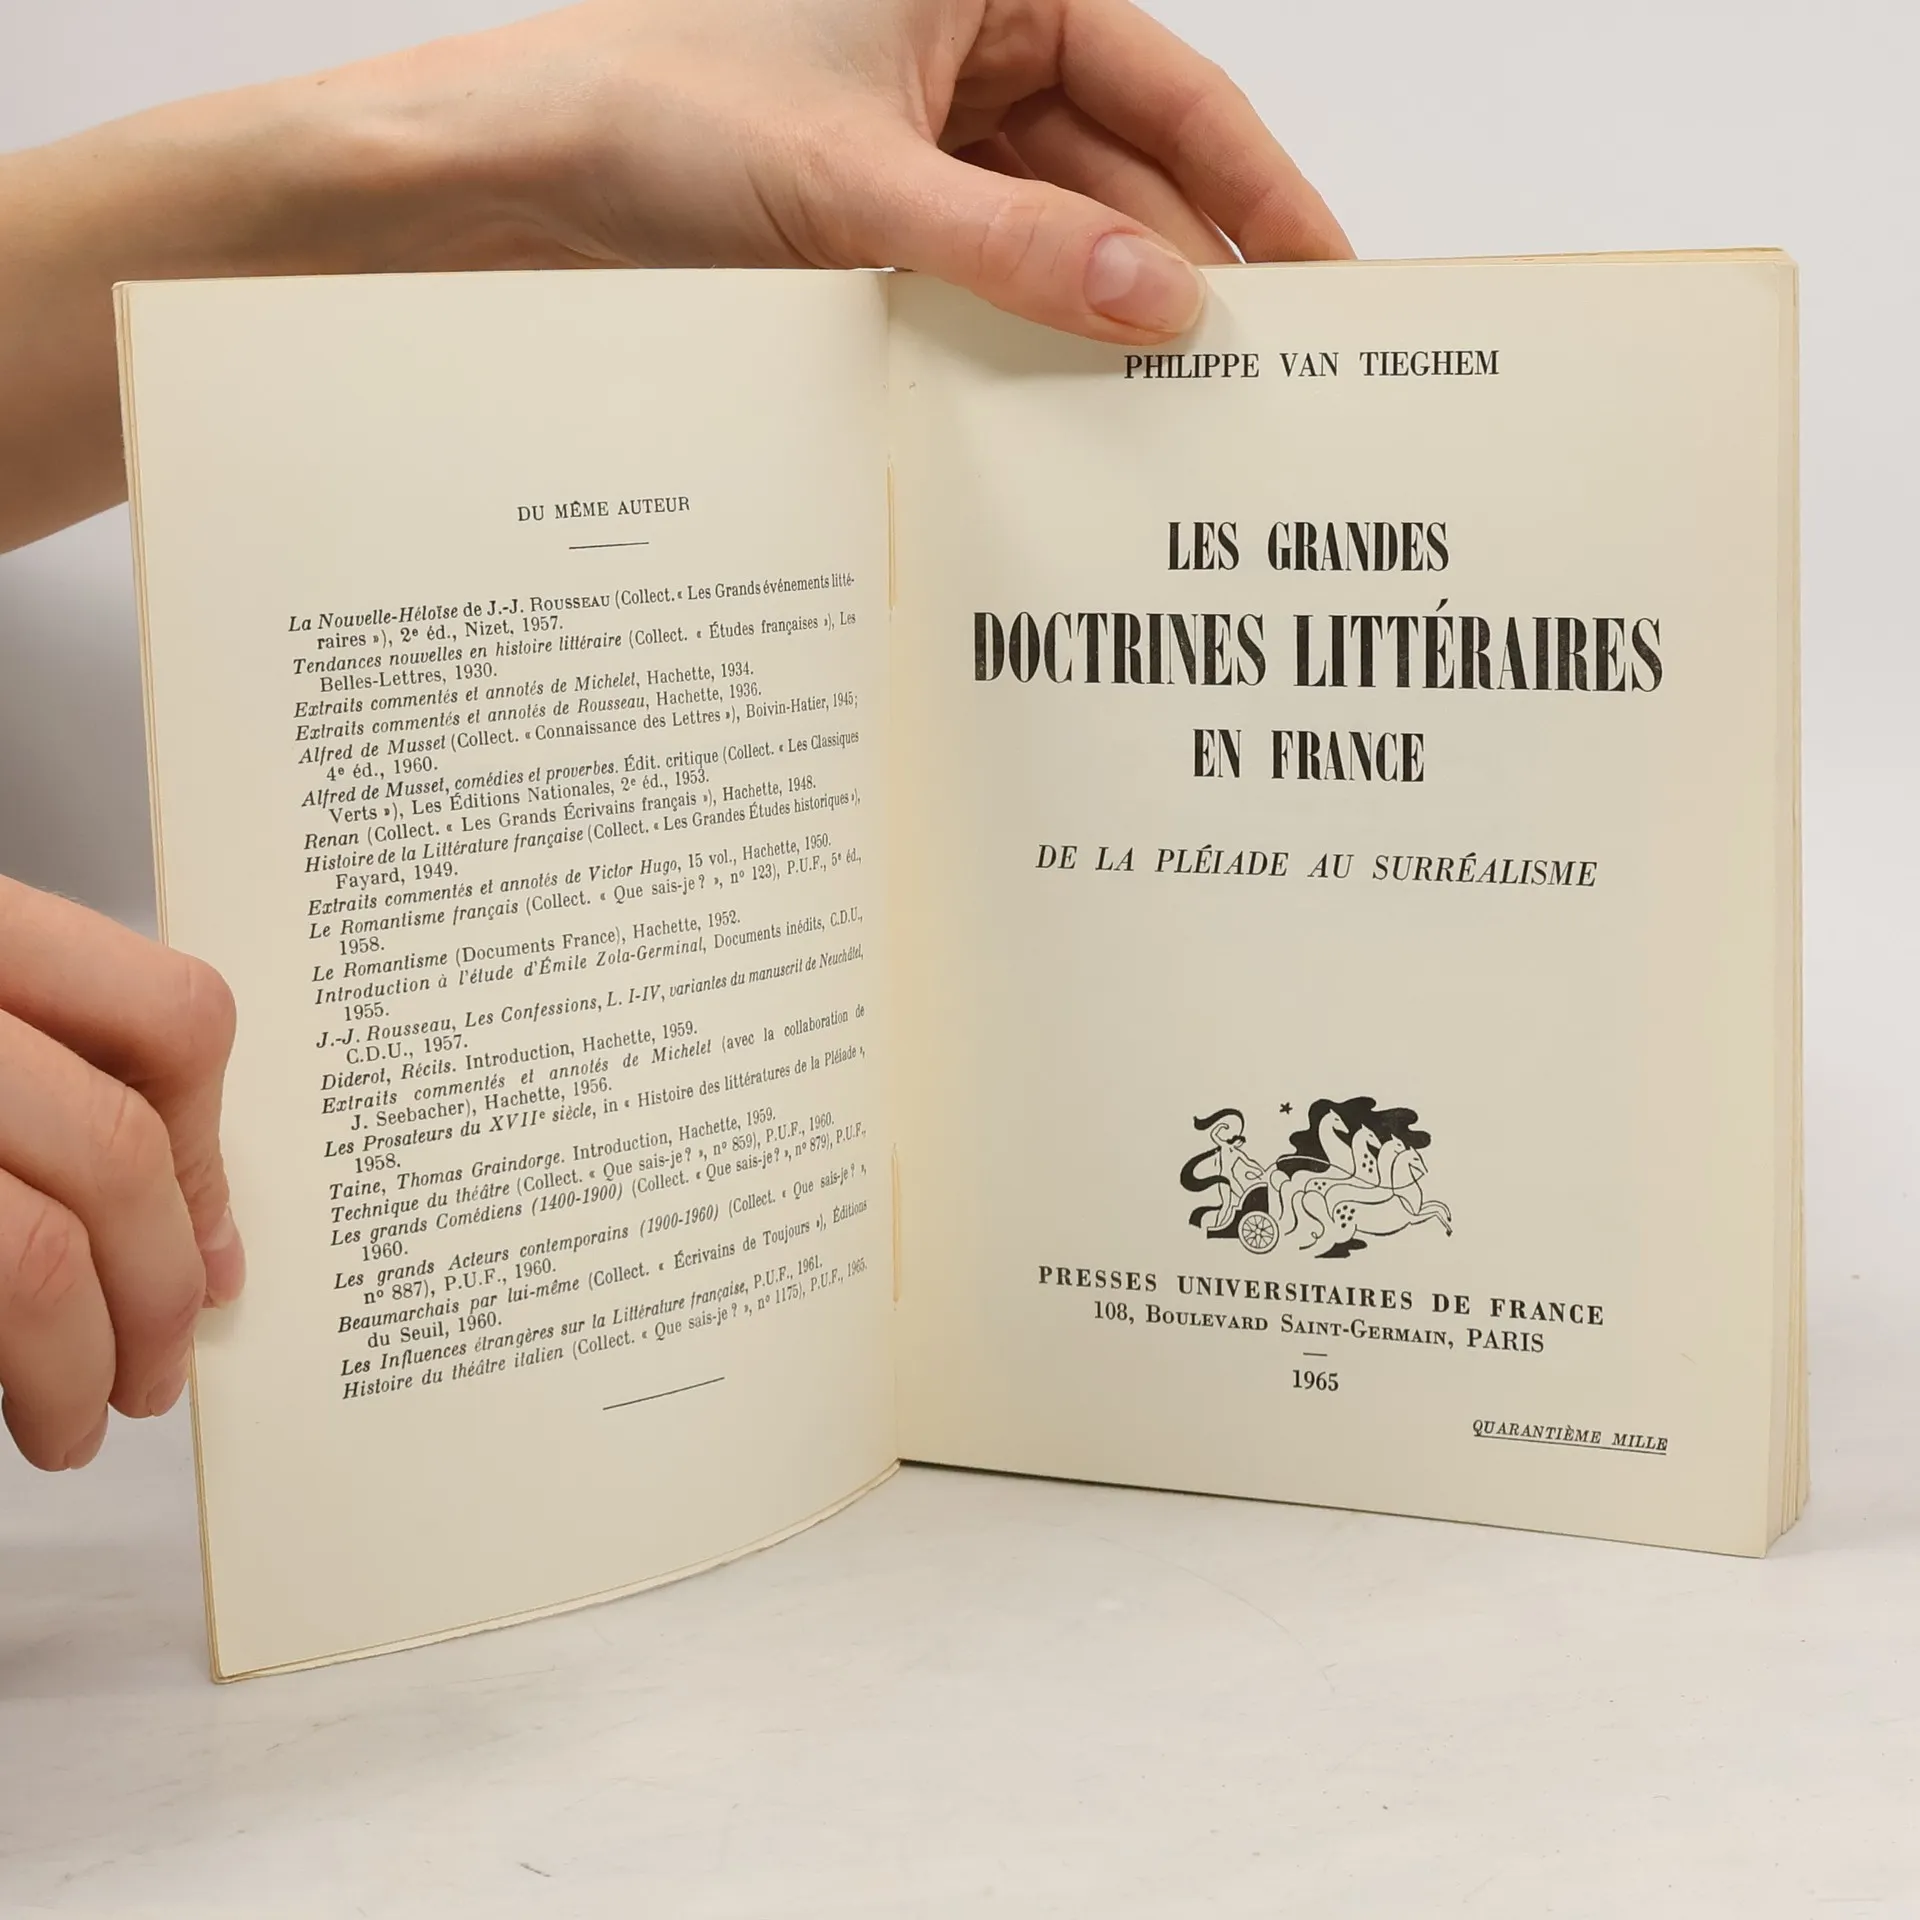 DU MÊME AUTEUR
La Nouvelle-Héloïse de J.-J. ROUSSEAU (Collect. « Les Grands événements litté-
raires »), 2e éd., Nizet, 1957.
Tendances nouvelles en histoire littéraire (Collect. « Études françaises »), Les
Belles-Lettres, 1930.
Extraits commentés et annotés de Michelet, Hachette, 1934.
Extraits commentés et annotés de Rousseau, Hachette, 1936.
Alfred de Musset (Collect. « Connaissance des Lettres »), Boivin-Hatier, 1945;
4e éd., 1960.
Alfred de Musset, comédies et proverbes. Édit. critique (Collect. « Les Classiques
Verts »), Les Éditions Nationales, 2e éd., 1953.
Renan (Collect. « Les Grands Écrivains français »), Hachette, 1948.
Histoire de la Littérature française (Collect. « Les Grandes Études historiques »),
Fayard, 1949.
Extraits commentés et annotés de Victor Hugo, 15 vol., Hachette, 1950.
Le Romantisme français (Collect. « Que sais-je ? », no 123), P.U.F., 5e éd.,
1958.
Le Romantisme (Documents France), Hachette, 1952.
Introduction à l'étude d'Émile Zola-Germinal, Documents inédits, C.D.U.,
1955.
J.-J. Rousseau, Les Confessions, L. I-IV, variantes du manuscrit de Neuchâtel,
C.D.U., 1957.
Diderot, Récits. Introduction, Hachette, 1959.
Extraits commentés et annotés de Michelet (avec la collaboration de
J. Seebacher), Hachette, 1956.
Les Prosateurs du XVIIe siècle, in « Histoire des littératures de la Pléiade »,
1958.
Taine, Thomas Graindorge. Introduction, Hachette, 1959.
Technique du théâtre (Collect. « Que sais-je ? », no 859), P.U.F., 1960.
Les grands Comédiens (1400-1900) (Collect. « Que sais-je ? », no 879), P.U.F.,
1960.
Les grands Acteurs contemporains (1900-1960) (Collect. « Que sais-je ? »,
no 887), P.U.F., 1960.
Beaumarchais par lui-même (Collect. « Écrivains de Toujours »), Éditions
du Seuil, 1960.
Les Influences étrangères sur la Littérature française, P.U.F., 1961.
Histoire du théâtre italien (Collect. « Que sais-je ? », no 1175), P.U.F., 1965.
PHILIPPE VAN TIEGHEM
LES GRANDES
DOCTRINES LITTÉRAIRES
EN FRANCE
DE LA PLÉIADE AU SURRÉALISME
PRESSES UNIVERSITAIRES DE FRANCE
108, BOULEVARD SAINT-GERMAIN, PARIS
1965
QUARANTIÈME MILLE